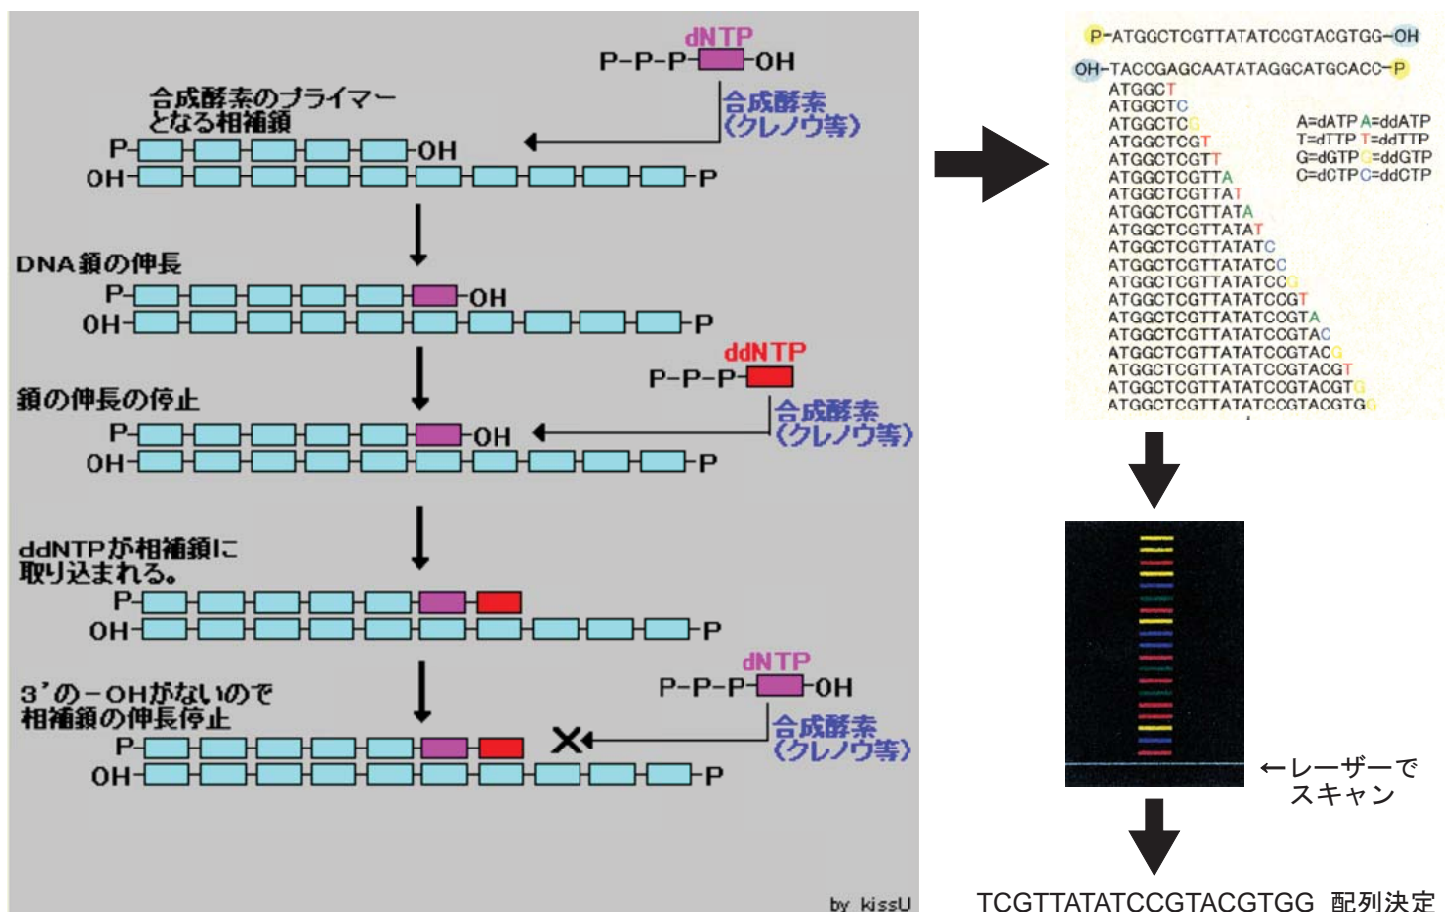 dNTP
P-P-P-OH
合成酵素
(クレノウ等)
合成酵素のプライマー
となる相補鎖
P-OH
OH-P
DNA鎖の伸長
P-OH
OH-P
ddNTP
P-P-P-
合成酵素
(クレノウ等)
鎖の伸長の停止
P-OH
OH-P
ddNTPが相補鎖に
取り込まれる。
P-
OH-P
dNTP
P-P-P-OH
合成酵素
(クレノウ等)
3'の-OHがないので
相補鎖の伸長停止
P-
OH-P
by kissU
P-ATGGCTCGTTATATCCGTACGTGG-OH
OH-TACCGAGCAATATAGGCATGCACC-P
ATGGCT
ATGGCTC
ATGGCTCG
ATGGCTCGT
ATGGCTCGTT
ATGGCTCGTTA
ATGGCTCGTTAT
ATGGCTCGTTATA
ATGGCTCGTTATAT
ATGGCTCGTTATATC
ATGGCTCGTTATATCC
ATGGCTCGTTATATCCG
ATGGCTCGTTATATCCGT
ATGGCTCGTTATATCCGTA
ATGGCTCGTTATATCCGTAC
ATGGCTCGTTATATCCGTACG
ATGGCTCGTTATATCCGTACGT
ATGGCTCGTTATATCCGTACGTG
ATGGCTCGTTATATCCGTACGTGG
A=dATP A=ddATP
T=dTTP T=ddTTP
G=dGTP G=ddGTP
C=dCTP C=ddCTP
←レーザーで
スキャン
TCGTTATATCCGTACGTGG 配列決定